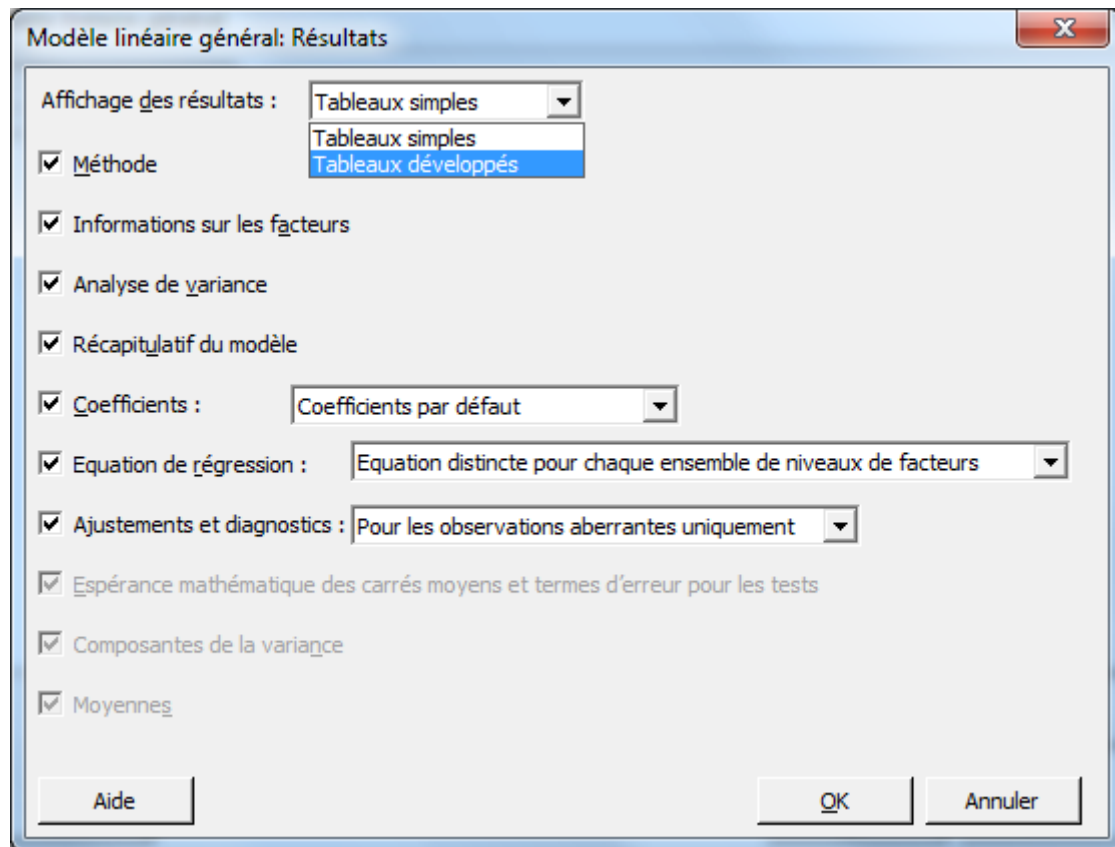 Modèle linéaire général: Résultats
Affichage des résultats : Tableaux simples
Tableaux simples
Tableaux développés
Méthode
Informations sur les facteurs
Analyse de variance
Récapitulatif du modèle
Coefficients : Coefficients par défaut
Equation de régression : Equation distincte pour chaque ensemble de niveaux de facteurs
Ajustements et diagnostics : Pour les observations aberrantes uniquement
Espérance mathématique des carrés moyens et termes d'erreur pour les tests
Composantes de la variance
Moyennes
Aide OK Annuler